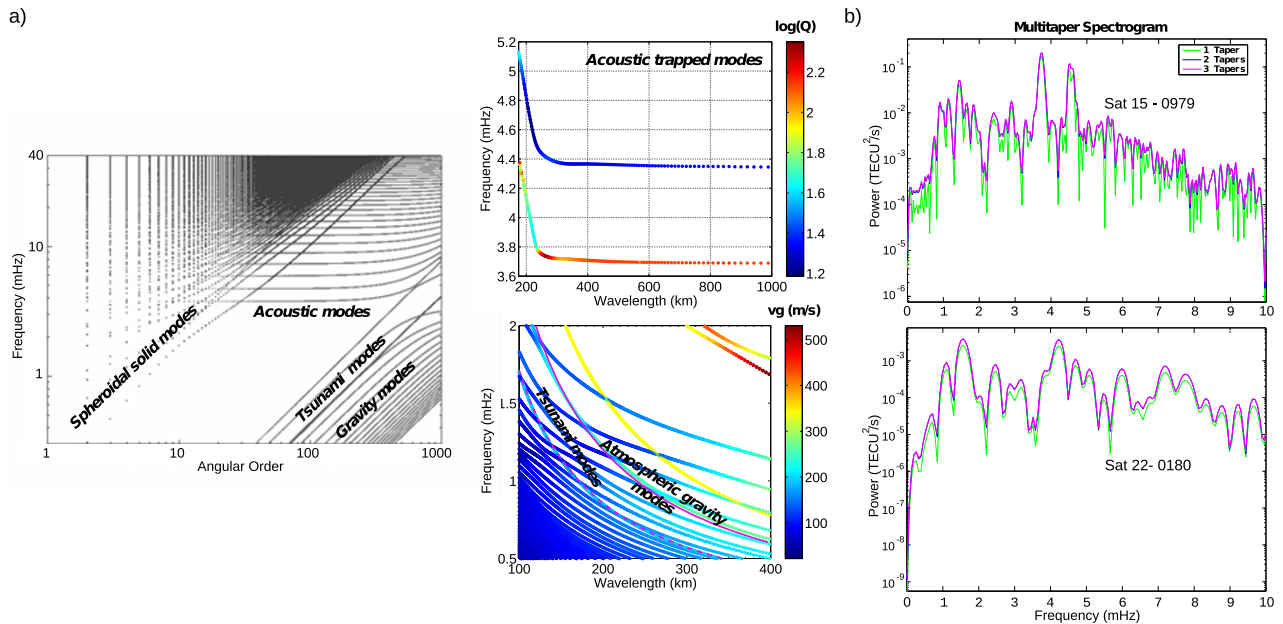 a)
40
10
1
Frequency (mHz)
1
10
100
1000
Angular Order
Spheroidal solid modes
Acoustic modes
Tsunami modes
Gravity modes
log(Q)
Acoustic trapped modes
5.2
5
4.8
4.6
4.4
4.2
4
3.8
3.6
Frequency (mHz)
200
400
600
800
1000
Wavelength (km)
2.2
2
1.8
1.6
1.4
1.2
vg (m/s)
2
1.5
1
0.5
Frequency (mHz)
100
200
300
400
Wavelength (km)
Tsunami modes
Atmospheric gravity
modes
500
400
300
200
100
b)
Multitaper Spectrogram
1 Taper
2 Tapers
3 Tapers
Sat 15 - 0979
10-1
10-2
10-3
10-4
10-5
10-6
Power (TECU2/s)
0 1 2 3 4 5 6 7 8 9 10
Sat 22- 0180
10-3
10-4
10-5
10-6
10-7
10-8
10-9
Power (TECU2/s)
0 1 2 3 4 5 6 7 8 9 10
Frequency (mHz)